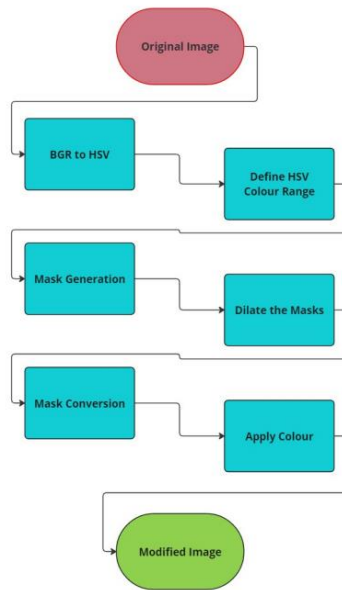 Original Image
BGR to HSV
Define HSV
Colour Range
Mask Generation
Dilate the Masks
Mask Conversion
Apply Colour
Modified Image